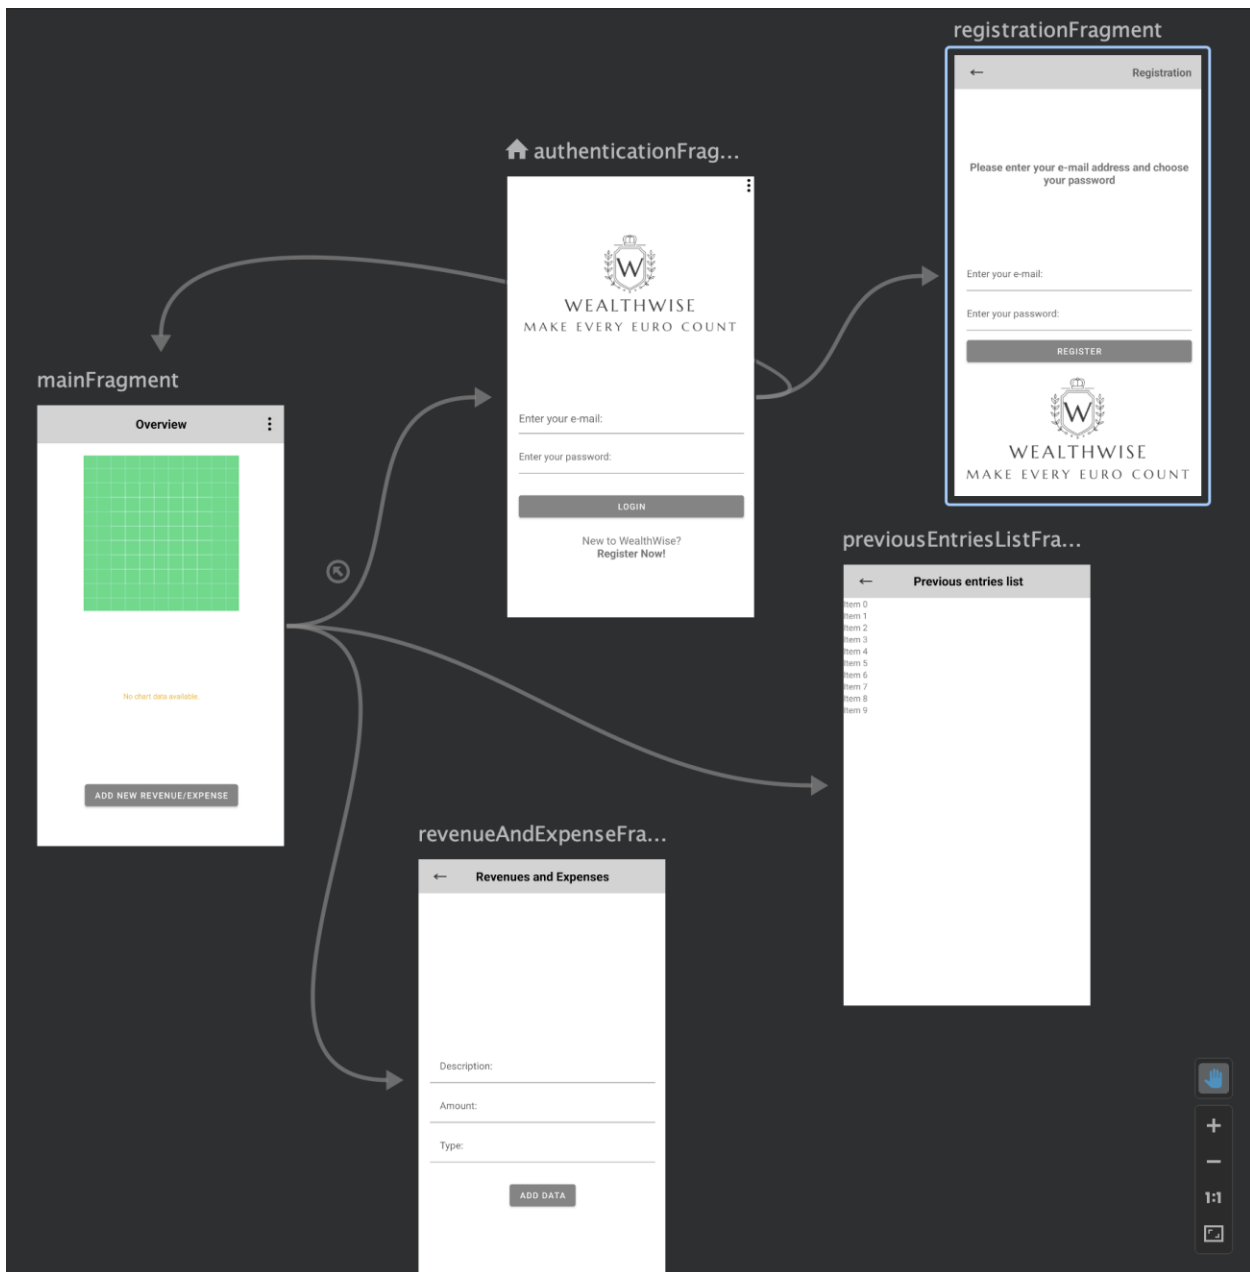 registrationFragment
Registration
Please enter your e-mail address and choose
your password
Enter your e-mail:
Enter your password:
REGISTER
W
WEALTHWISE
MAKE EVERY EURO COUNT
authenticationFrag...
W
WEALTHWISE
MAKE EVERY EURO COUNT
Enter your e-mail:
Enter your password:
LOGIN
New to WealthWise?
Register Now!
mainFragment
Overview
No chart data available.
ADD NEW REVENUE/EXPENSE
previousEntriesListFra...
Previous entries list
Item 0
Item 1
Item 2
Item 3
Item 4
Item 5
Item 6
Item 7
Item 8
Item 9
revenueAndExpenseFra...
Revenues and Expenses
Description:
Amount:
Type:
ADD DATA
1:1